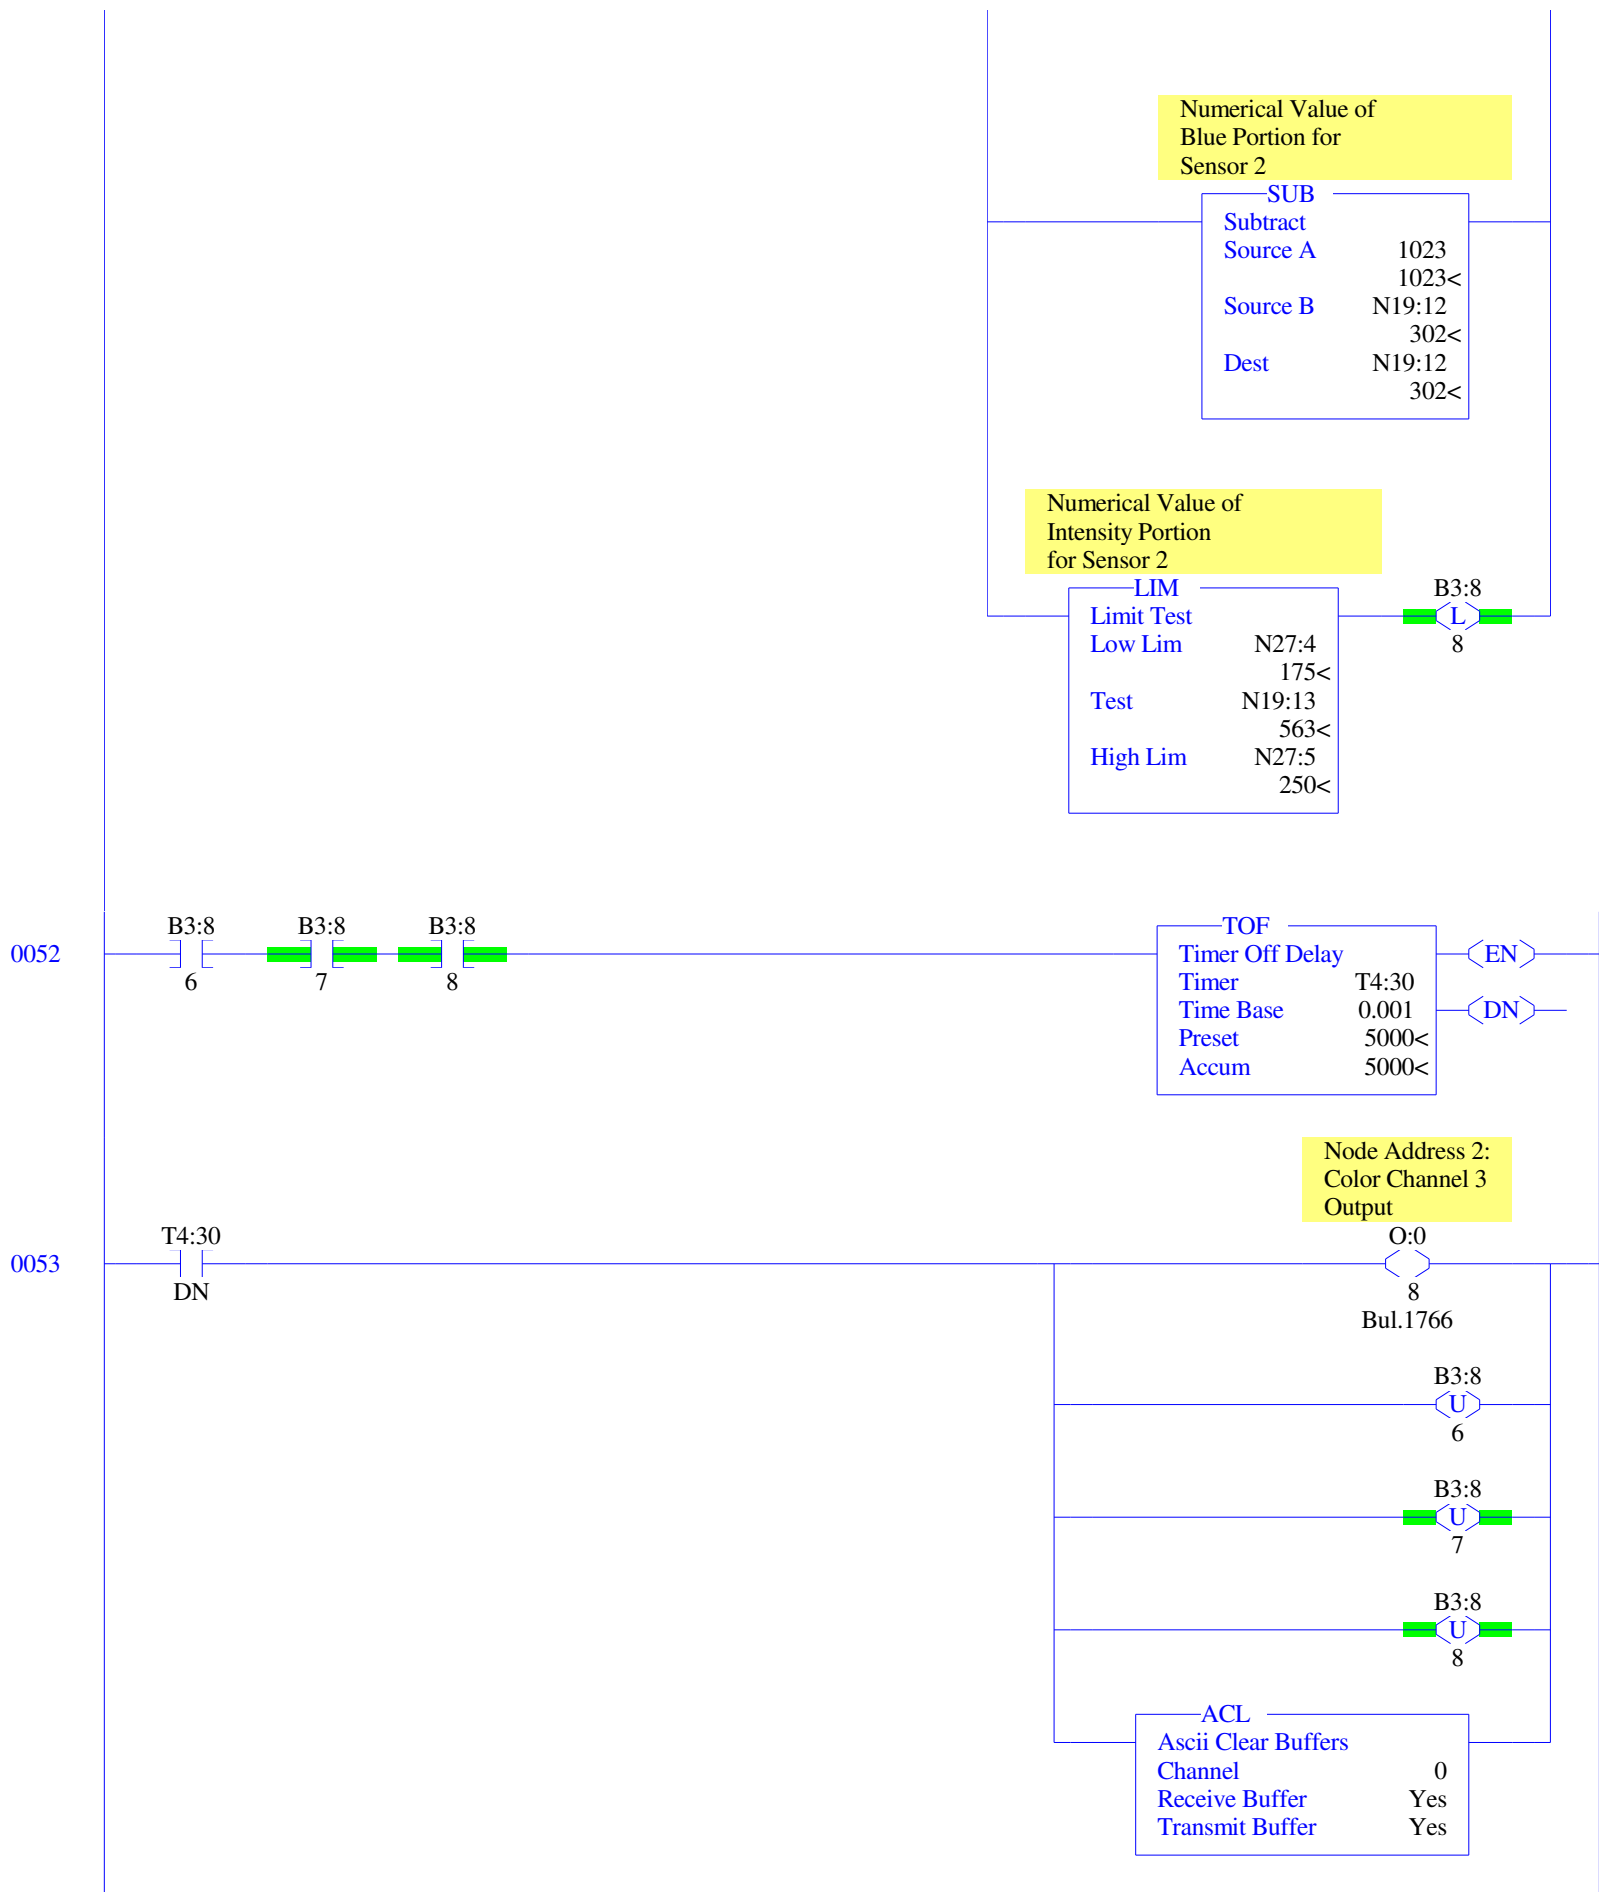 Numerical Value of
Blue Portion for
Sensor 2
SUB
Subtract
Source A 1023
1023<
Source B N19:12
302<
Dest N19:12
302<
Numerical Value of
Intensity Portion
for Sensor 2
LIM
Limit Test
Low Lim N27:4
175<
Test N19:13
563<
High Lim N27:5
250<
B3:8
L
8
0052
B3:8
6
B3:8
7
B3:8
8
TOF
Timer Off Delay
Timer T4:30
Time Base 0.001
Preset 5000<
Accum 5000<
EN
DN
Node Address 2:
Color Channel 3
Output
0053
T4:30
DN
O:0
8
Bul.1766
B3:8
U
6
B3:8
U
7
B3:8
U
8
ACL
Ascii Clear Buffers
Channel 0
Receive Buffer Yes
Transmit Buffer Yes